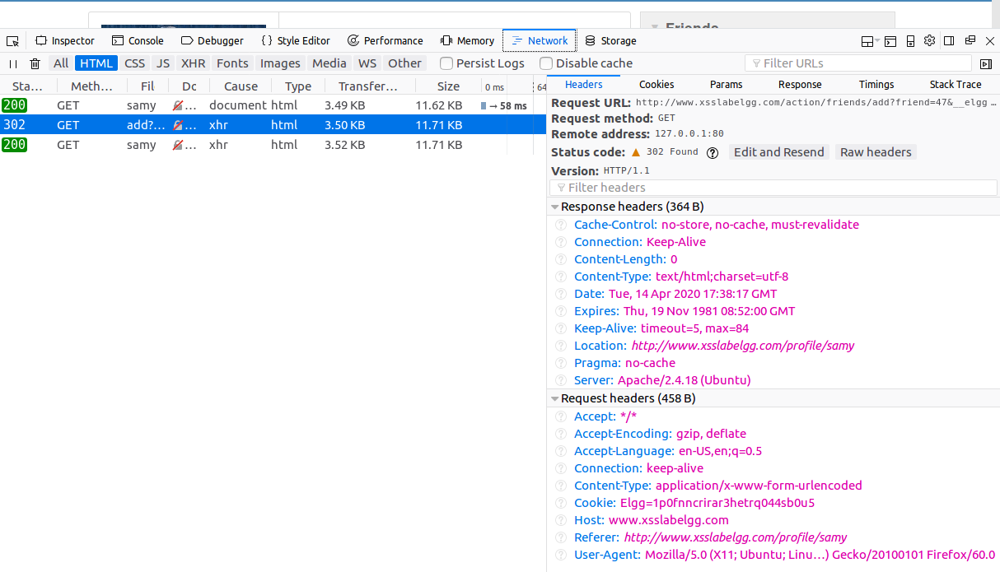 Friends
Inspector Console Debugger {} Style Editor Performance Memory Network Storage
All HTML CSS JS XHR Fonts Images Media WS Other Persist Logs Disable cache Filter URLs
Sta... Meth... Fil Dc Cause Type Transfer... Size 0 ms 64
200 GET samy ... document html 3.49 KB 11.62 KB → 58 ms
302 GET add?... ... xhr html 3.50 KB 11.71 KB
200 GET samy ... xhr html 3.52 KB 11.71 KB
Headers Cookies Params Response Timings Stack Trace
Request URL: http://www.xsslabelgg.com/action/friends/add?friend=47&__elgg...
Request method: GET
Remote address: 127.0.0.1:80
Status code: 302 Found ? Edit and Resend Raw headers
Version: HTTP/1.1
Filter headers
Response headers (364 B)
? Cache-Control: no-store, no-cache, must-revalidate
? Connection: Keep-Alive
? Content-Length: 0
? Content-Type: text/html;charset=utf-8
? Date: Tue, 14 Apr 2020 17:38:17 GMT
? Expires: Thu, 19 Nov 1981 08:52:00 GMT
? Keep-Alive: timeout=5, max=84
? Location: http://www.xsslabelgg.com/profile/samy
? Pragma: no-cache
? Server: Apache/2.4.18 (Ubuntu)
Request headers (458 B)
? Accept: */*
? Accept-Encoding: gzip, deflate
? Accept-Language: en-US,en;q=0.5
? Connection: keep-alive
? Content-Type: application/x-www-form-urlencoded
? Cookie: Elgg=1p0fnncrirar3hetrq044sb0u5
? Host: www.xsslabelgg.com
? Referer: http://www.xsslabelgg.com/profile/samy
? User-Agent: Mozilla/5.0 (X11; Ubuntu; Linu...) Gecko/20100101 Firefox/60.0